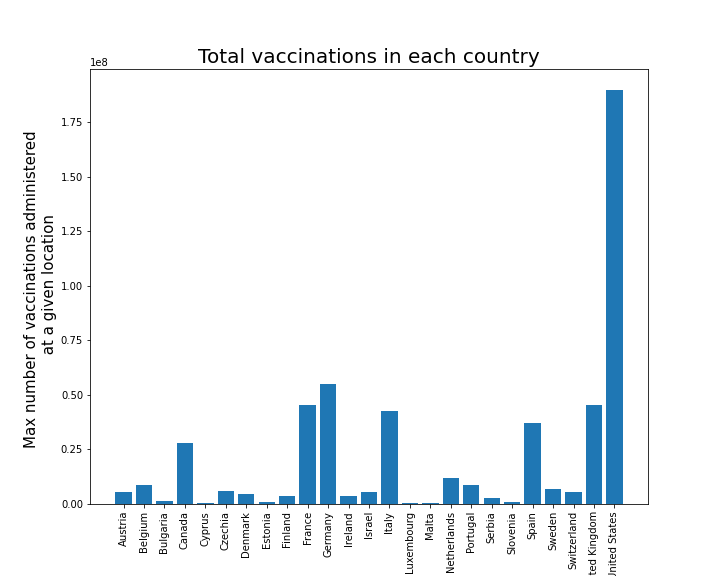 Total vaccinations in each country
1e8
1.75
1.50
1.25
1.00
0.75
0.50
0.25
0.00
Max number of vaccinations administered
at a given location
Austria
Belgium
Bulgaria
Canada
Cyprus
Czechia
Denmark
Estonia
Finland
France
Germany
Ireland
Israel
Italy
Luxembourg
Malta
Netherlands
Portugal
Serbia
Slovenia
Spain
Sweden
Switzerland
ted Kingdom
United States